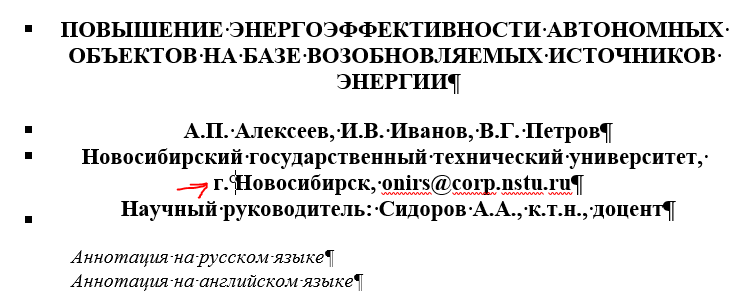 ПОВЫШЕНИЕ ЭНЕРГОЭФФЕКТИВНОСТИ АВТОНОМНЫХ
ОБЪЕКТОВ НА БАЗЕ ВОЗОБНОВЛЯЕМЫХ ИСТОЧНИКОВ
ЭНЕРГИИ¶
А.П. Алексеев, И.В. Иванов, В.Г. Петров¶
Новосибирский государственный технический университет,
г.°Новосибирск, onirs@corp.nstu.ru¶
Научный руководитель: Сидоров А.А., к.т.н., доцент¶
Аннотация на русском языке¶
Аннотация на английском языке¶